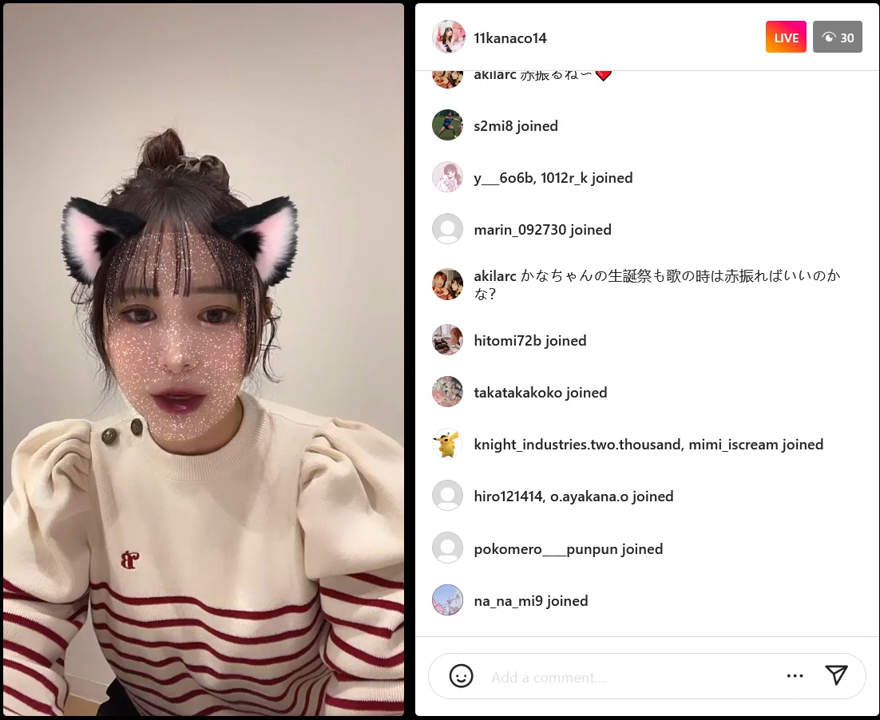 11kanaco14
LIVE
30
akilarc 赤振るねー❤️
s2mi8 joined
y___6o6b, 1012r_k joined
marin_092730 joined
akilarc かなちゃんの生誕祭も歌の時は赤振ればいいのか
な？
hitomi72b joined
takatakakoko joined
knight_industries.two.thousand, mimi_iscream joined
hiro121414, o.ayakana.o joined
pokomero____punpun joined
na_na_mi9 joined
Add a comment...